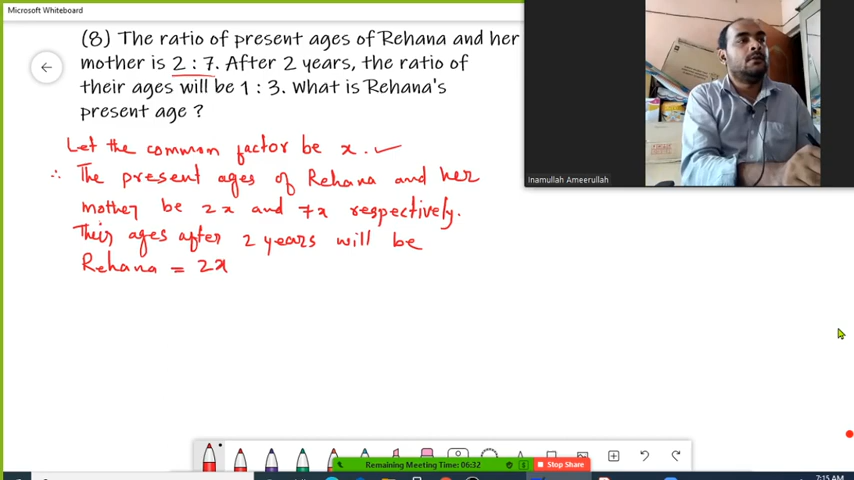 Microsoft Whiteboard
(8) The ratio of present ages of Rehana and her
mother is 2 : 7. After 2 years, the ratio of
their ages will be 1 : 3. What is Rehana's
present age ?
Let the common factor be x. ✓
∴ The present ages of Rehana and her
mother be 2x and 7x respectively.
Their ages after 2 years will be
Rehana = 2x
Inamullah Ameerullah
Remaining Meeting Time: 06:32
Stop Share
7:15 AM